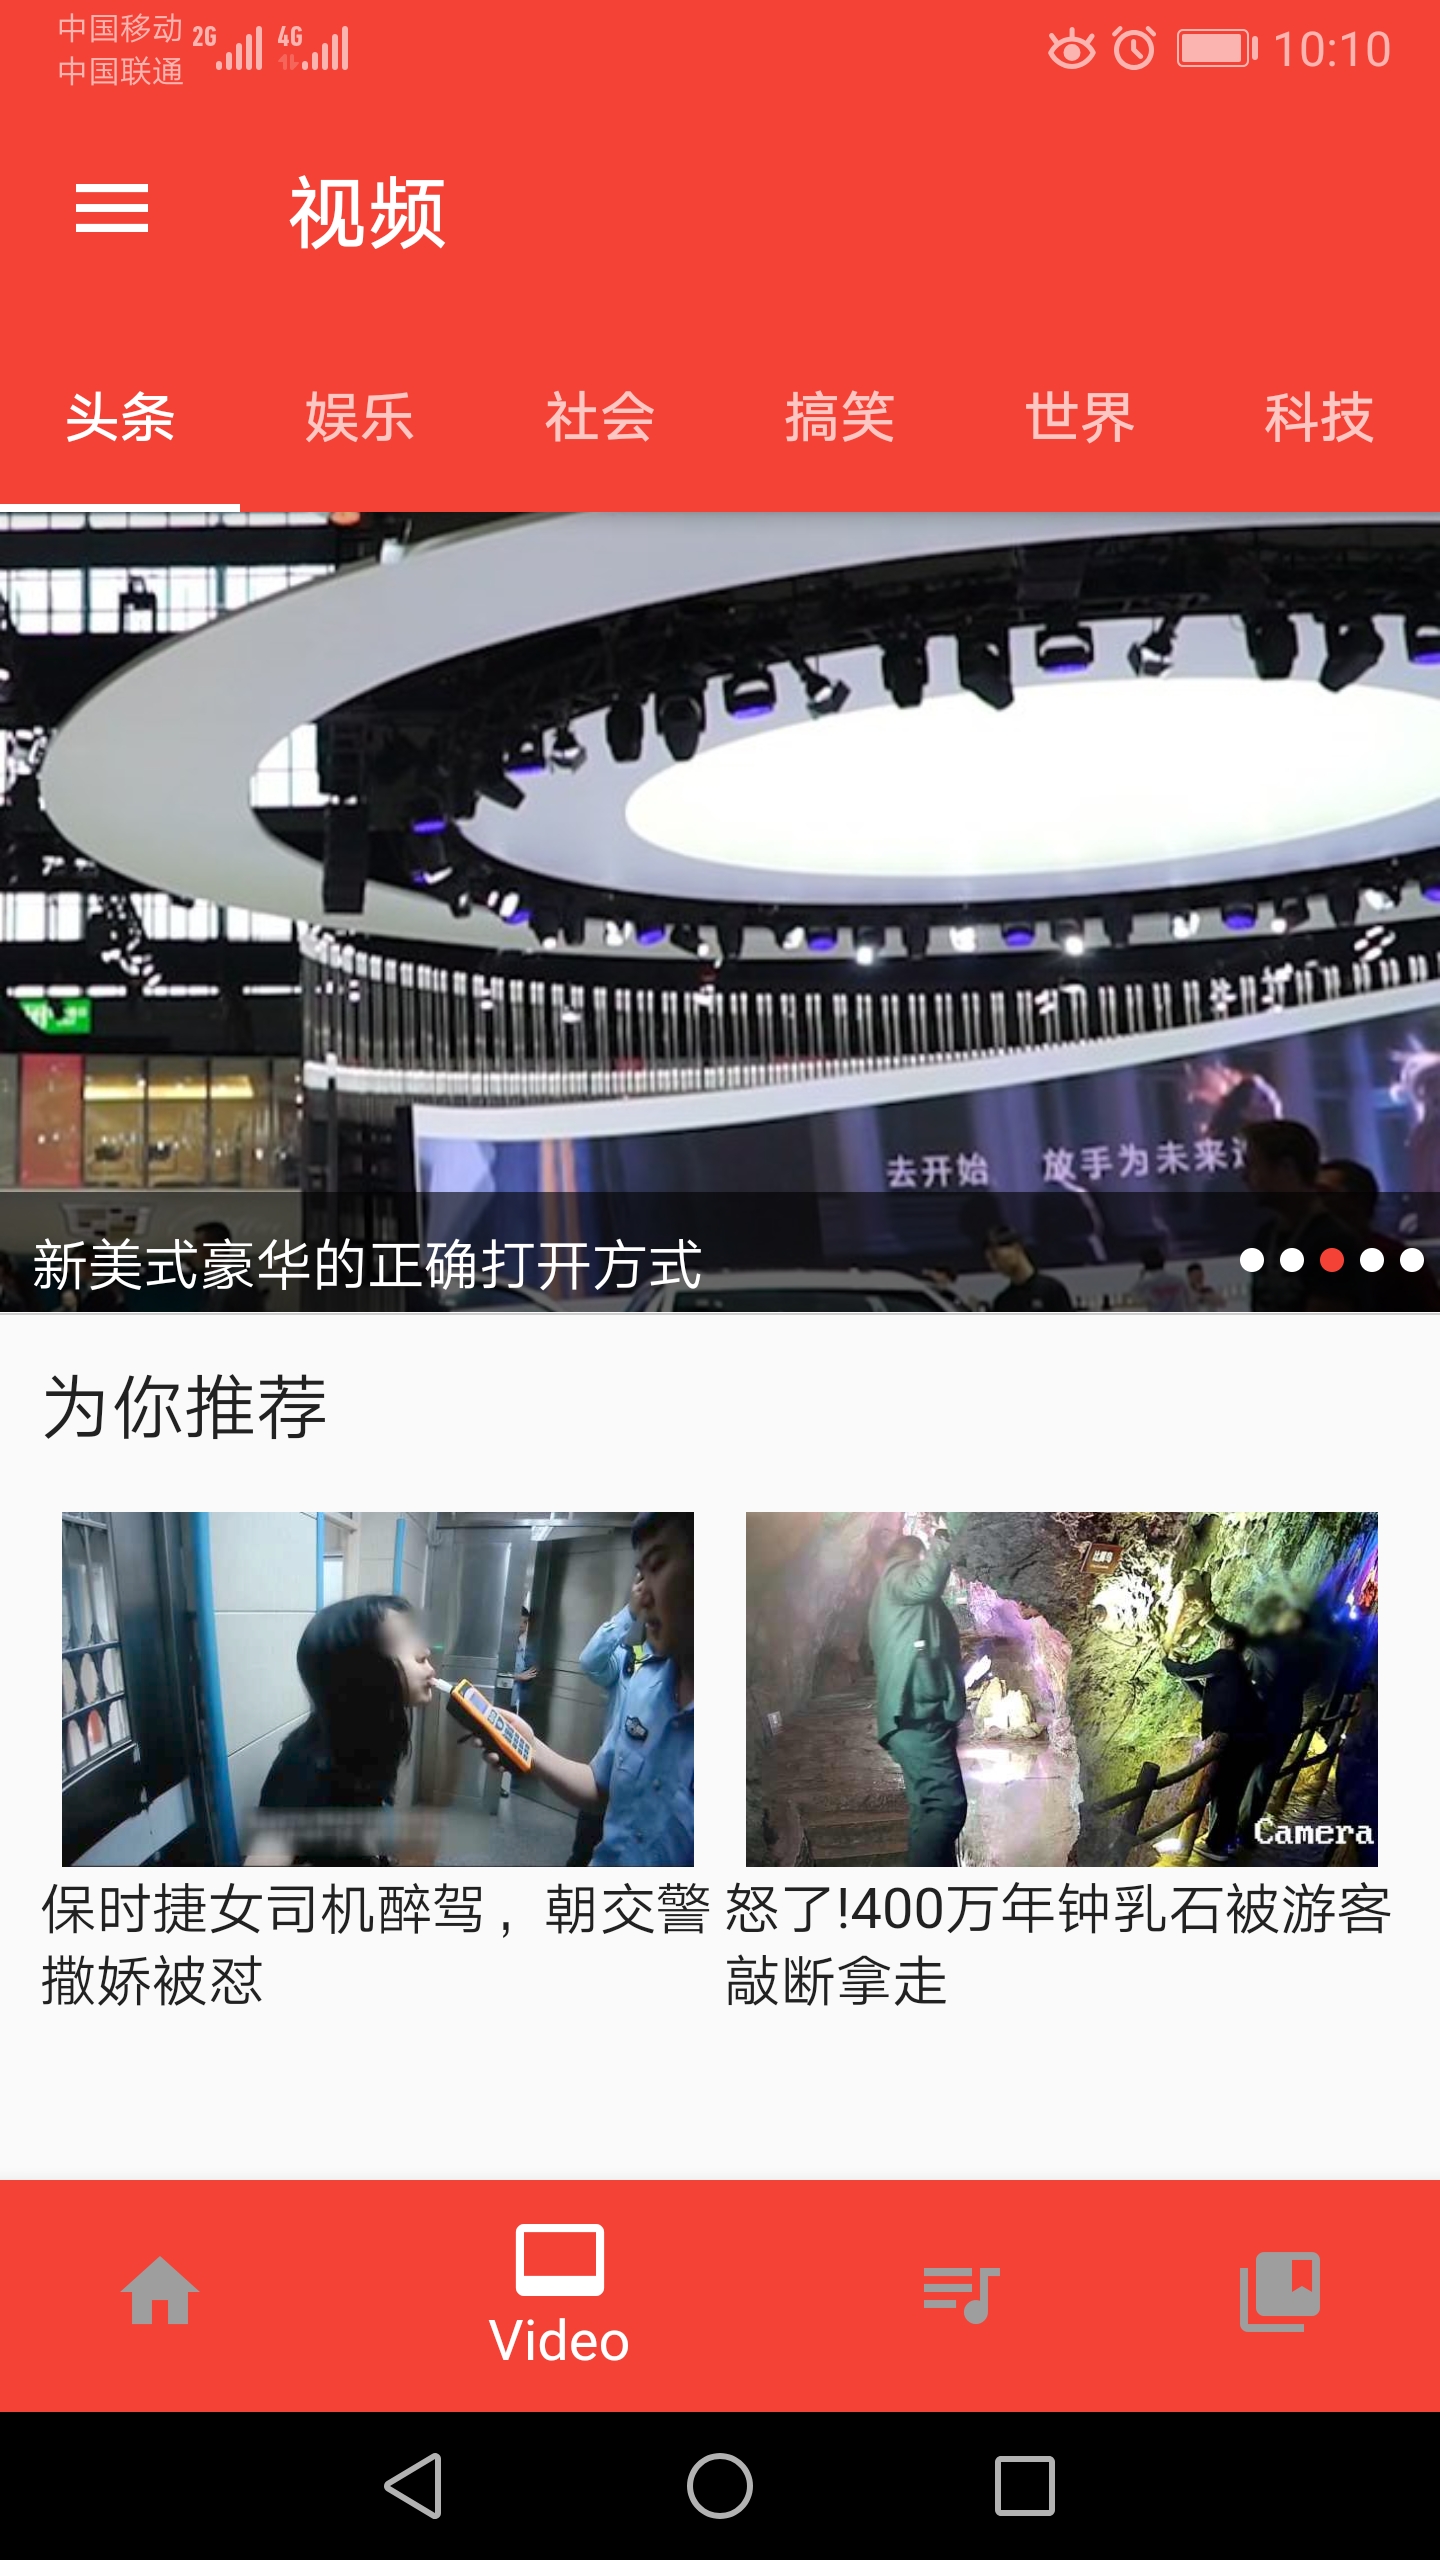 中国移动
中国联通
2G
4G
10:10
视频
头条 娱乐 社会 搞笑 世界 科技
去开始 放手为未来
新美式豪华的正确打开方式
为你推荐
Camera
保时捷女司机醉驾，朝交警
撒娇被怼
怒了!400万年钟乳石被游客
敲断拿走
Video